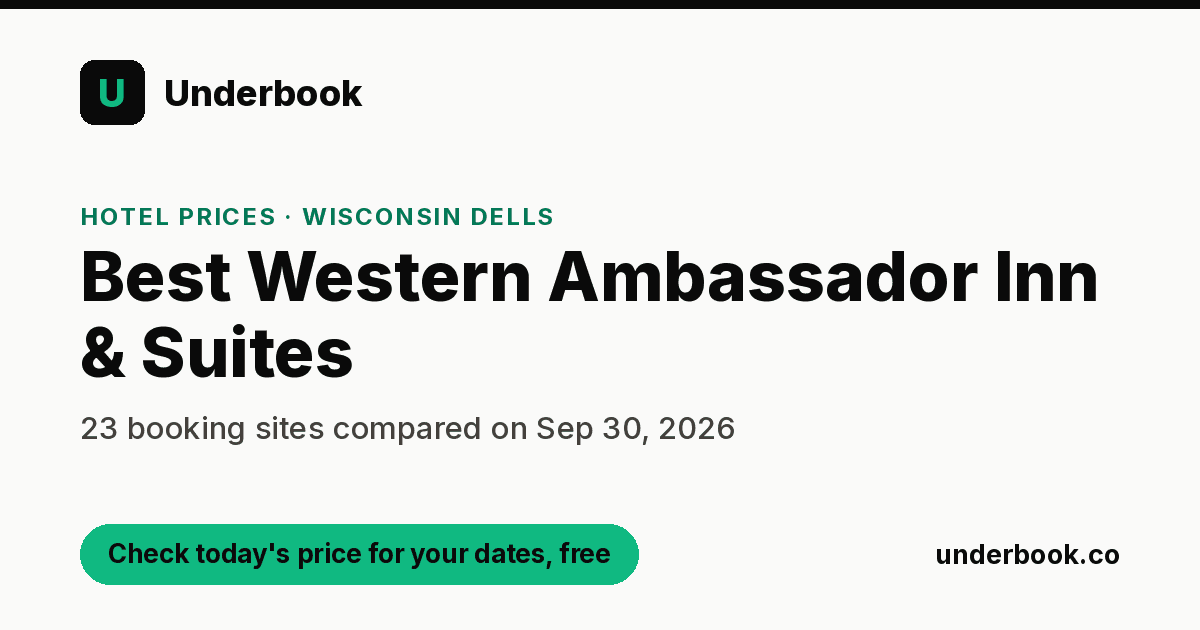 U Underbook
HOTEL PRICES · WISCONSIN DELLS
Best Western Ambassador Inn
& Suites
23 booking sites compared on Sep 30, 2026
Check today's price for your dates, free
underbook.co